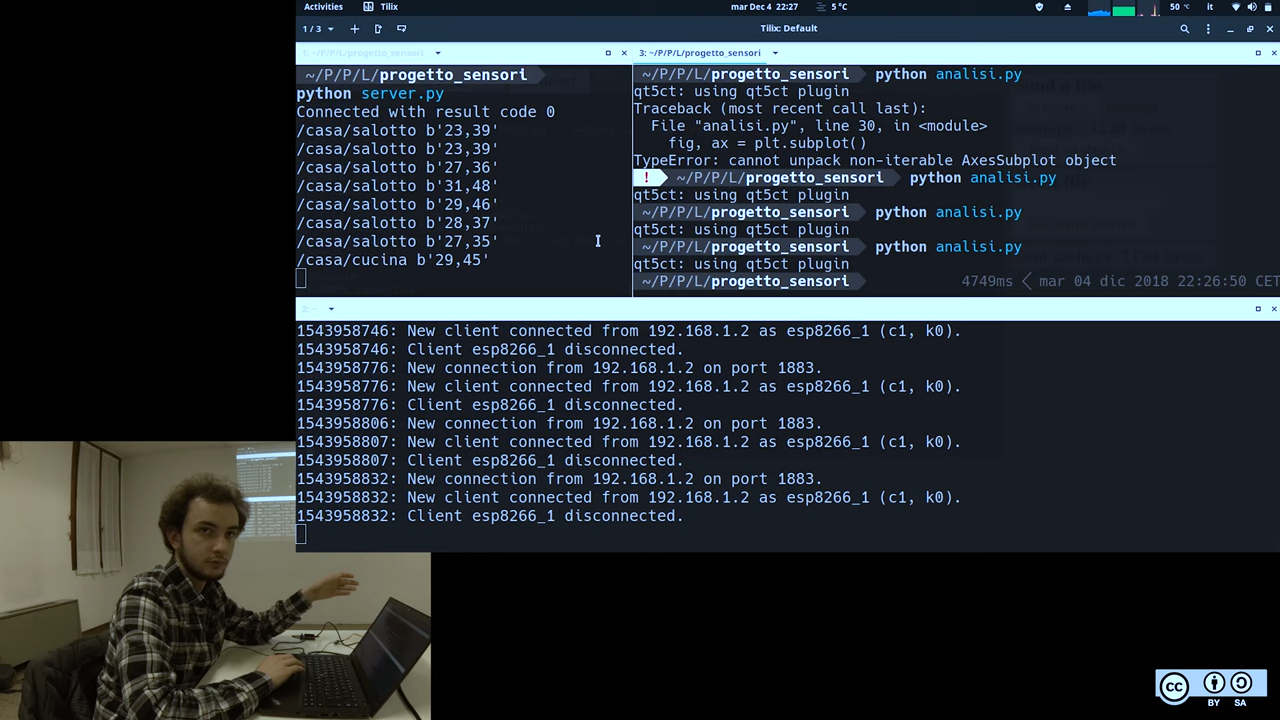 Activities Tilix mar Dec 4 22:27 5 °C 50 °C it
1 / 3 Tilix: Default
1: ~/P/P/L/progetto_sensori
3: ~/P/P/L/progetto_sensori
~/P/P/L/progetto_sensori
python server.py
Connected with result code 0
/casa/salotto b'23,39'
/casa/salotto b'23,39'
/casa/salotto b'27,36'
/casa/salotto b'31,48'
/casa/salotto b'29,46'
/casa/salotto b'28,37'
/casa/salotto b'27,35'
/casa/cucina b'29,45'
~/P/P/L/progetto_sensori python analisi.py
qt5ct: using qt5ct plugin
Traceback (most recent call last):
File "analisi.py", line 30, in <module>
fig, ax = plt.subplot()
TypeError: cannot unpack non-iterable AxesSubplot object
! ~/P/P/L/progetto_sensori python analisi.py
qt5ct: using qt5ct plugin
~/P/P/L/progetto_sensori python analisi.py
qt5ct: using qt5ct plugin
~/P/P/L/progetto_sensori python analisi.py
qt5ct: using qt5ct plugin
~/P/P/L/progetto_sensori 4749ms mar 04 dic 2018 22:26:50 CET
2: ~
1543958746: New client connected from 192.168.1.2 as esp8266_1 (c1, k0).
1543958746: Client esp8266_1 disconnected.
1543958776: New connection from 192.168.1.2 on port 1883.
1543958776: New client connected from 192.168.1.2 as esp8266_1 (c1, k0).
1543958776: Client esp8266_1 disconnected.
1543958806: New connection from 192.168.1.2 on port 1883.
1543958807: New client connected from 192.168.1.2 as esp8266_1 (c1, k0).
1543958807: Client esp8266_1 disconnected.
1543958832: New connection from 192.168.1.2 on port 1883.
1543958832: New client connected from 192.168.1.2 as esp8266_1 (c1, k0).
1543958832: Client esp8266_1 disconnected.
cc
BY SA